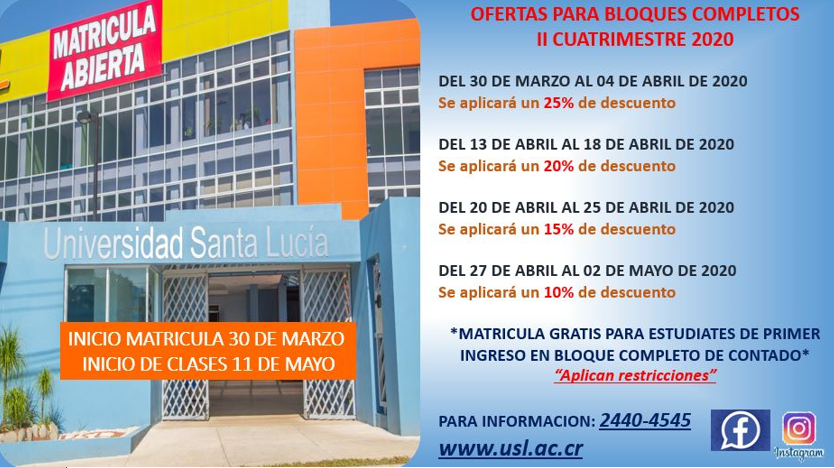 MATRICULA
ABIERTA
Universidad Santa Lucía
INICIO MATRICULA 30 DE MARZO
INICIO DE CLASES 11 DE MAYO
OFERTAS PARA BLOQUES COMPLETOS
II CUATRIMESTRE 2020
DEL 30 DE MARZO AL 04 DE ABRIL DE 2020
Se aplicará un 25% de descuento
DEL 13 DE ABRIL AL 18 DE ABRIL DE 2020
Se aplicará un 20% de descuento
DEL 20 DE ABRIL AL 25 DE ABRIL DE 2020
Se aplicará un 15% de descuento
DEL 27 DE ABRIL AL 02 DE MAYO DE 2020
Se aplicará un 10% de descuento
*MATRICULA GRATIS PARA ESTUDIATES DE PRIMER
INGRESO EN BLOQUE COMPLETO DE CONTADO*
“Aplican restricciones”
PARA INFORMACION: 2440-4545
www.usl.ac.cr
Instagram